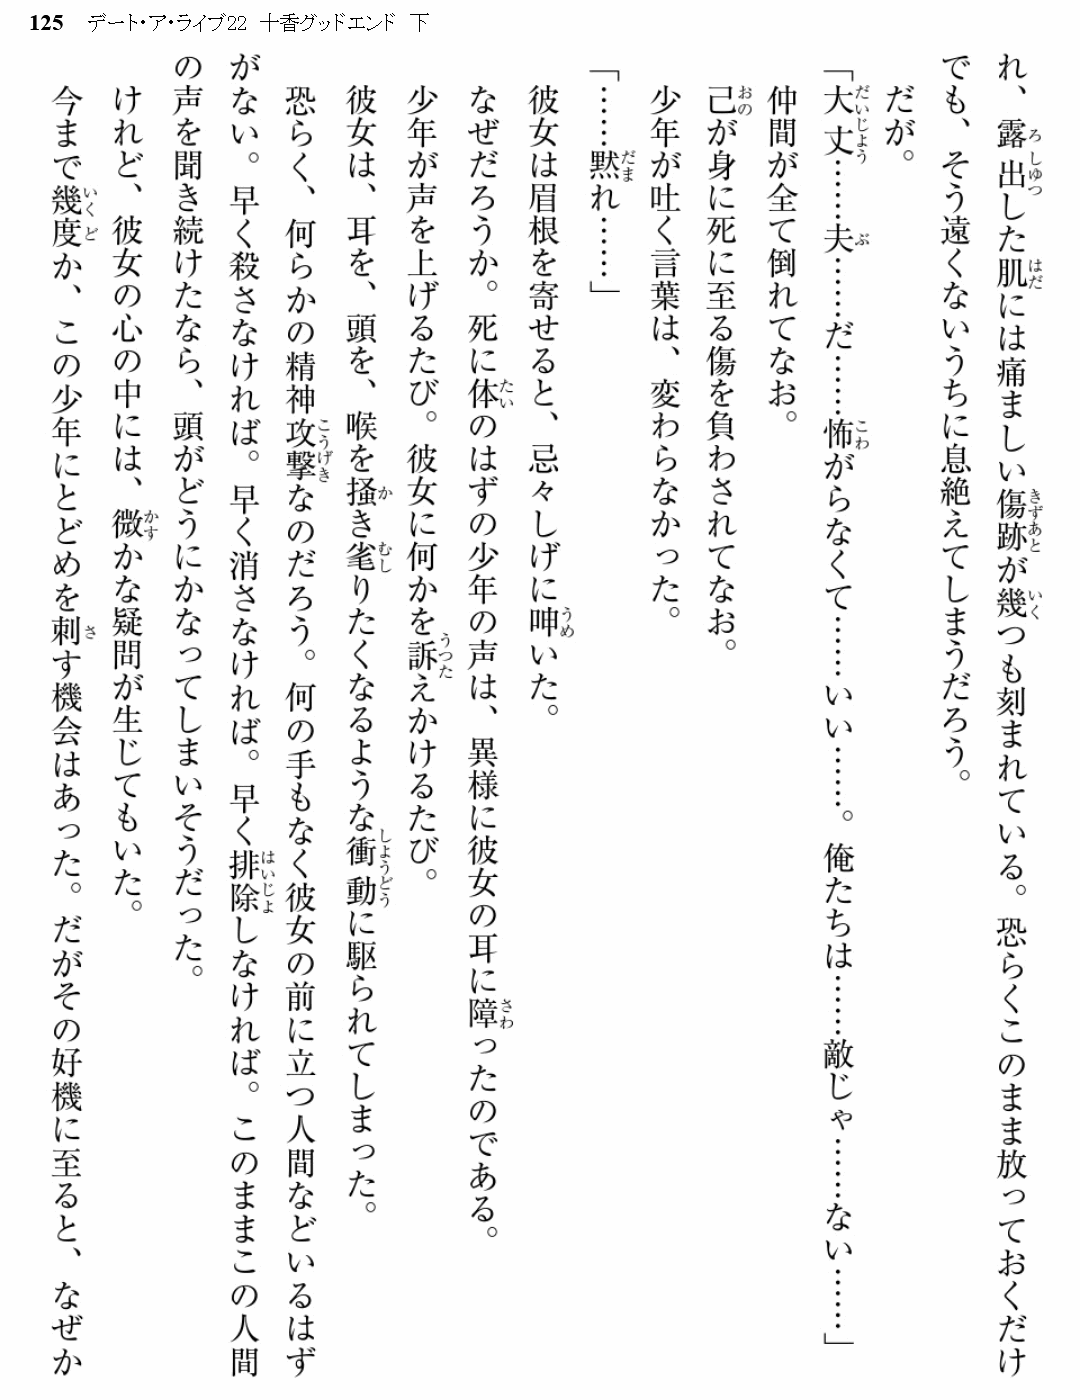 125 デート・ア・ライブ22 十香グッドエンド 下
れ、露出した肌には痛ましい傷跡が幾つも刻まれている。恐らくこのまま放っておくだけ
でも、そう遠くないうちに息絶えてしまうだろう。
だが。
「大丈……夫……だ……怖がらなくて……いい……。俺たちは……敵じゃ……ない……」
仲間が全て倒れてなお。
己が身に死に至る傷を負わされてなお。
少年が吐く言葉は、変わらなかった。
「……黙れ……」
彼女は眉根を寄せると、忌々しげに呻いた。
なぜだろうか。死に体のはずの少年の声は、異様に彼女の耳に障ったのである。
少年が声を上げるたび。彼女に何かを訴えかけるたび。
彼女は、耳を、頭を、喉を掻き毟りたくなるような衝動に駆られてしまった。
恐らく、何らかの精神攻撃なのだろう。何の手もなく彼女の前に立つ人間などいるはず
がない。早く殺さなければ。早く消さなければ。早く排除しなければ。このままこの人間
の声を聞き続けたなら、頭がどうにかなってしまいそうだった。
けれど、彼女の心の中には、微かな疑問が生じてもいた。
今まで幾度か、この少年にとどめを刺す機会はあった。だがその好機に至ると、なぜか